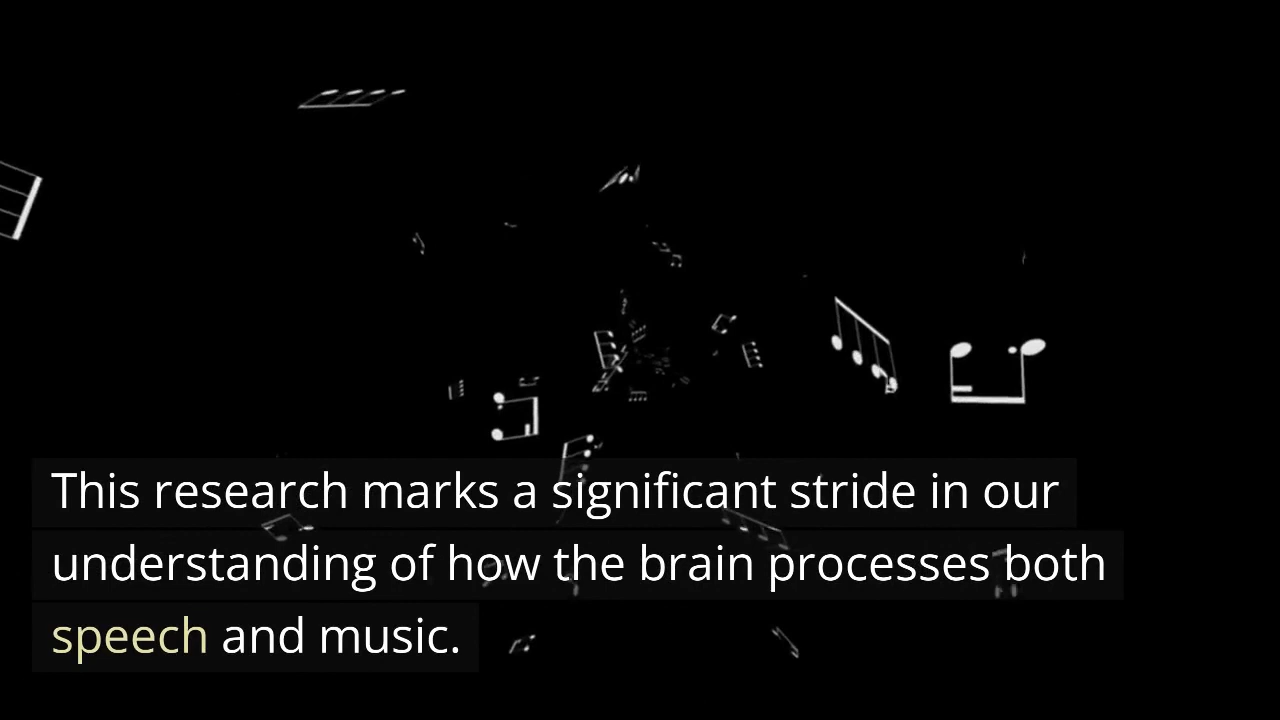 This research marks a significant stride in our
understanding of how the brain processes both
speech and music.